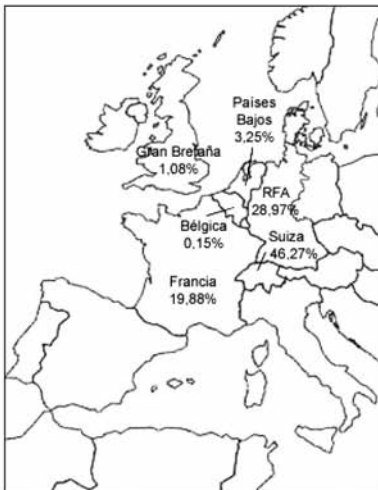 Países
Bajos
3,25%
Gran Bretaña
1,08%
RFA
28,97%
Bélgica
0,15%
Suiza
46,27%
Francia
19,88%